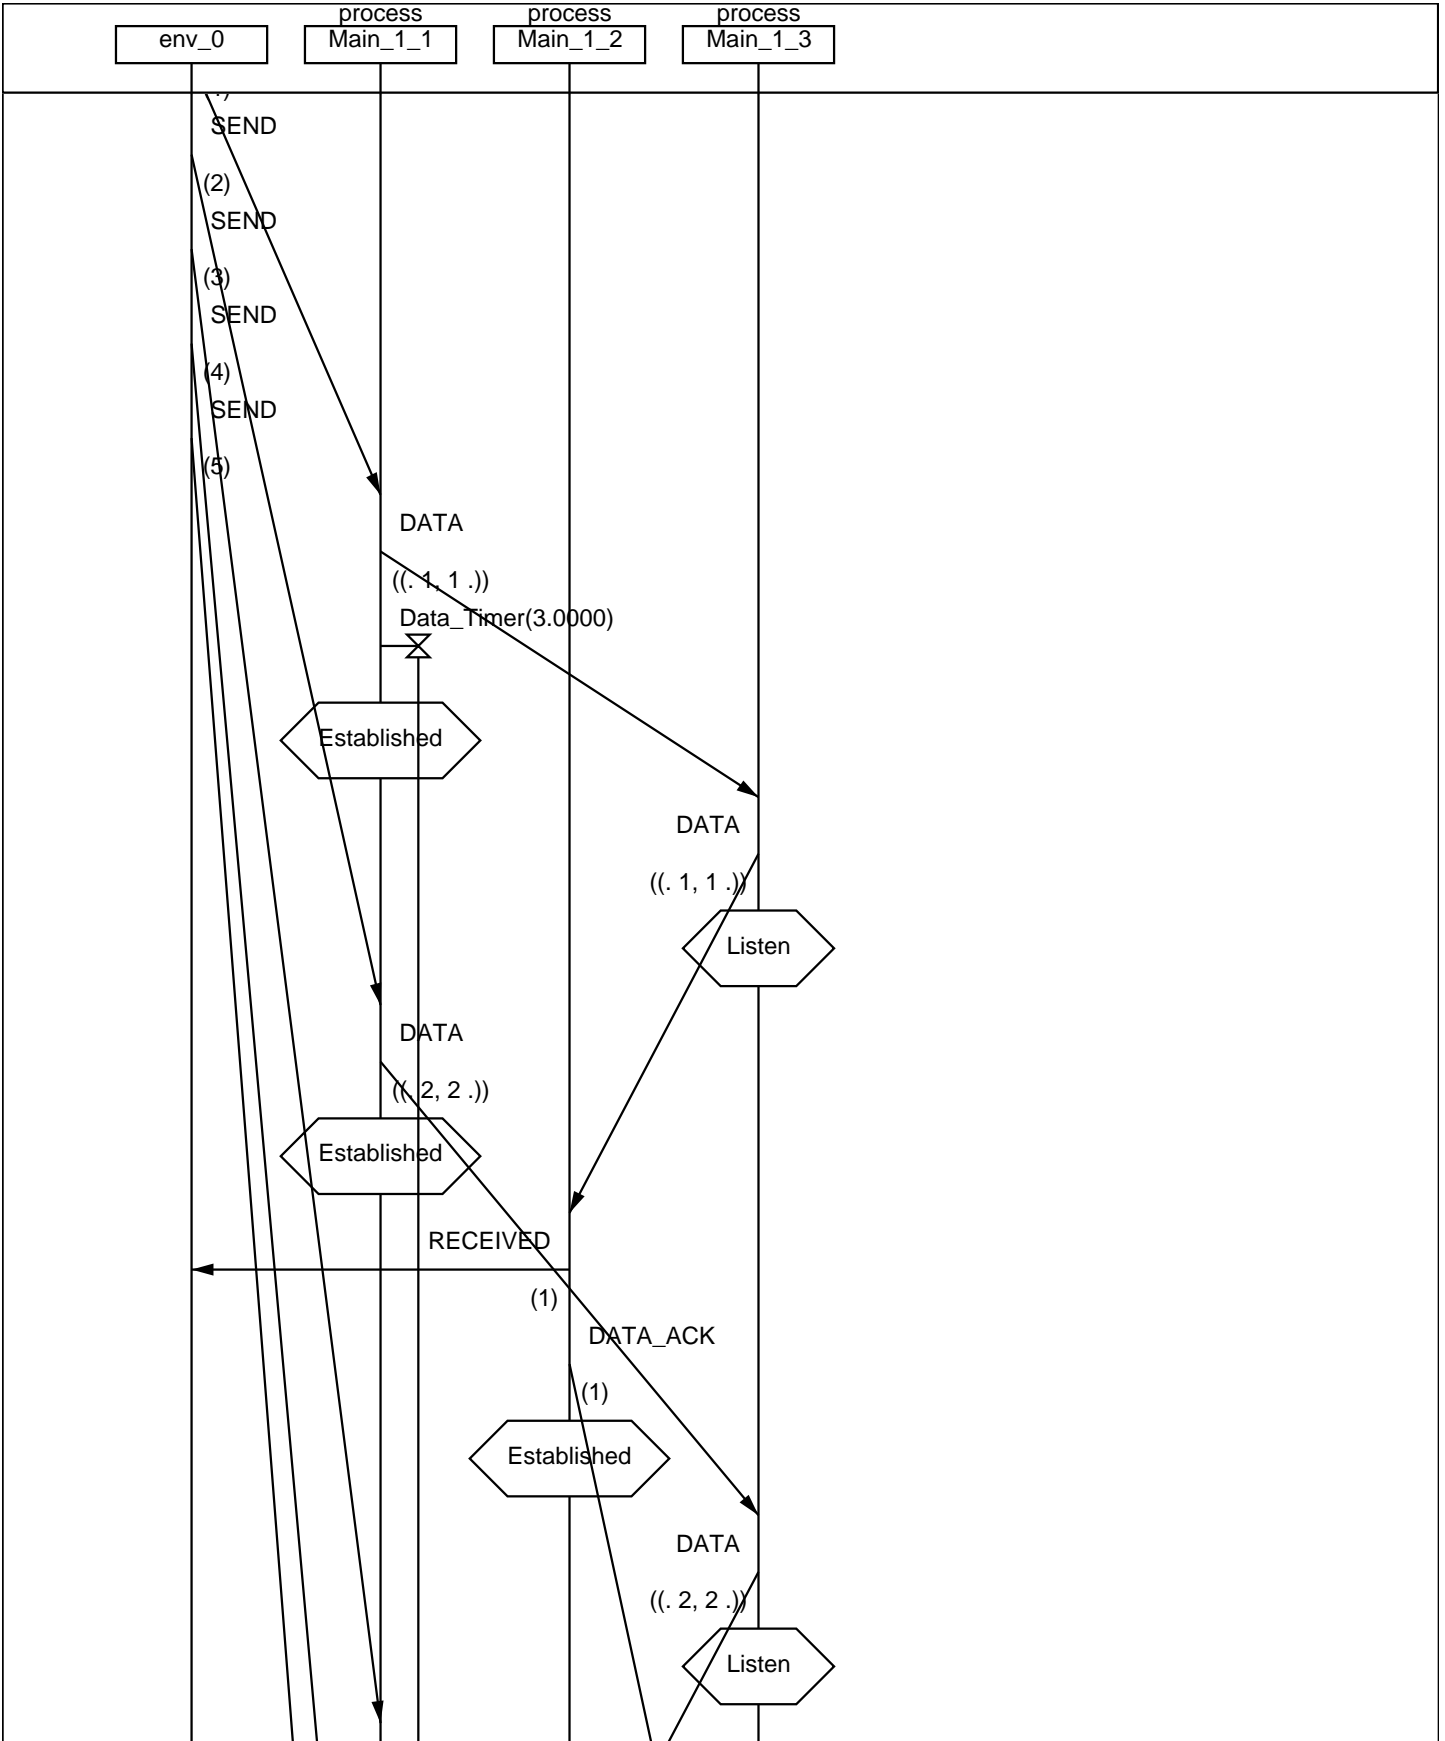 process process process
env_0 Main_1_1 Main_1_2 Main_1_3
SEND
(2)
SEND
(3)
SEND
(4)
SEND
(5)
DATA
((. 1, 1 .))
Data_Timer(3.0000)
Established
DATA
((. 1, 1 .))
Listen
DATA
((. 2, 2 .))
Established
RECEIVED
(1)
DATA_ACK
(1)
Established
DATA
((. 2, 2 .))
Listen